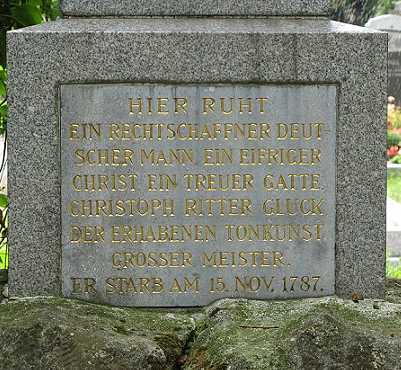 HIER RUHT
EIN RECHTSCHAFFNER DEUT-
SCHER MANN. EIN EIFRIGER
CHRIST. EIN TREUER GATTE.
CHRISTOPH RITTER GLUCK
DER ERHABENEN TONKUNST
GROSSER MEISTER.
ER STARB AM 15. NOV. 1787.